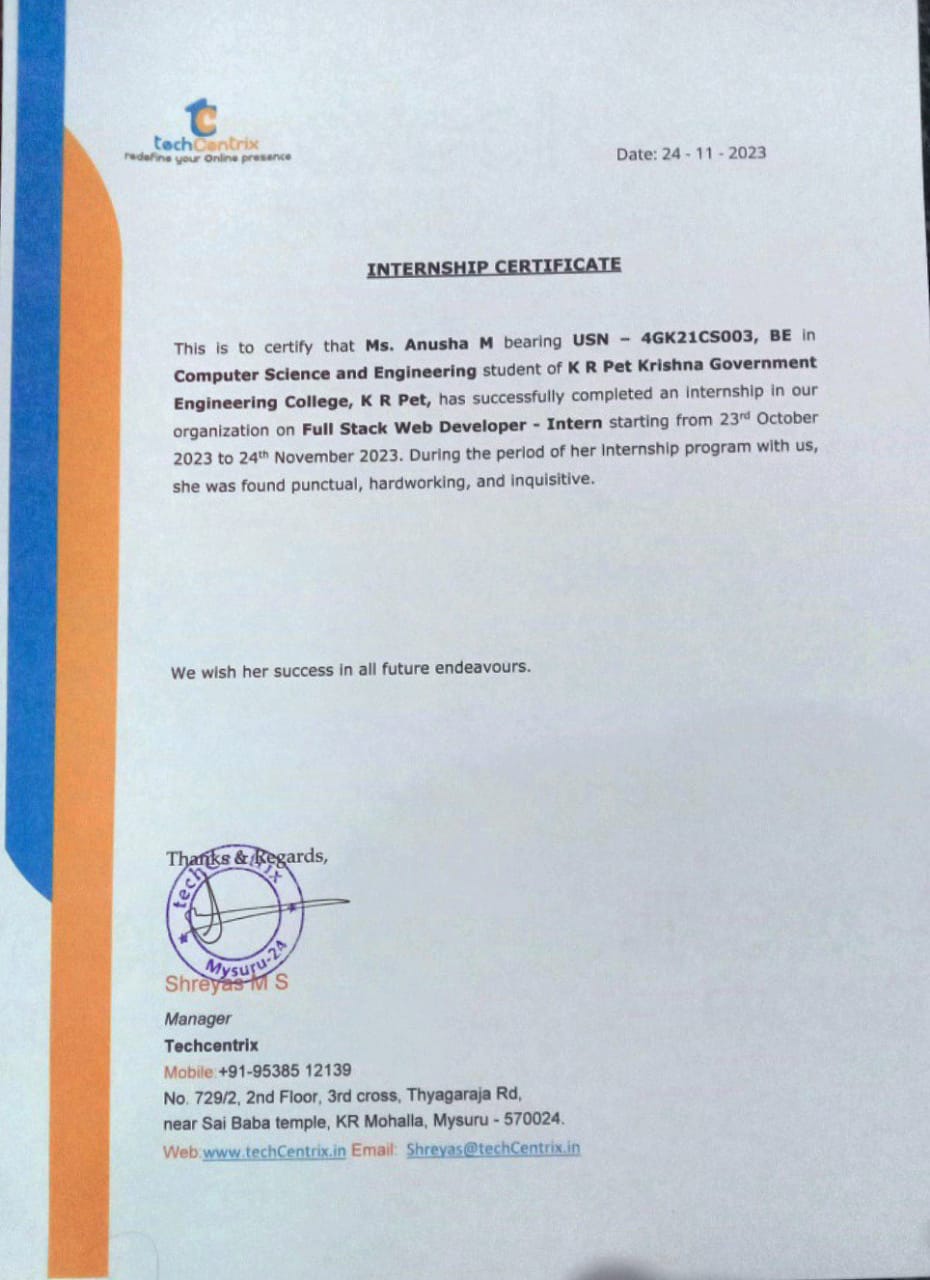 tc
techCentrix
redefine your Online presence
Date: 24 - 11 - 2023
INTERNSHIP CERTIFICATE
This is to certify that Ms. Anusha M bearing USN – 4GK21CS003, BE in
Computer Science and Engineering student of K R Pet Krishna Government
Engineering College, K R Pet, has successfully completed an internship in our
organization on Full Stack Web Developer - Intern starting from 23rd October
2023 to 24th November 2023. During the period of her Internship program with us,
she was found punctual, hardworking, and inquisitive.
We wish her success in all future endeavours.
Thanks & Regards,
techCentrix
Mysuru-24
Shreyas M S
Manager
Techcentrix
Mobile:+91-95385 12139
No. 729/2, 2nd Floor, 3rd cross, Thyagaraja Rd,
near Sai Baba temple, KR Mohalla, Mysuru - 570024.
Web:www.techCentrix.in Email: Shreyas@techCentrix.in